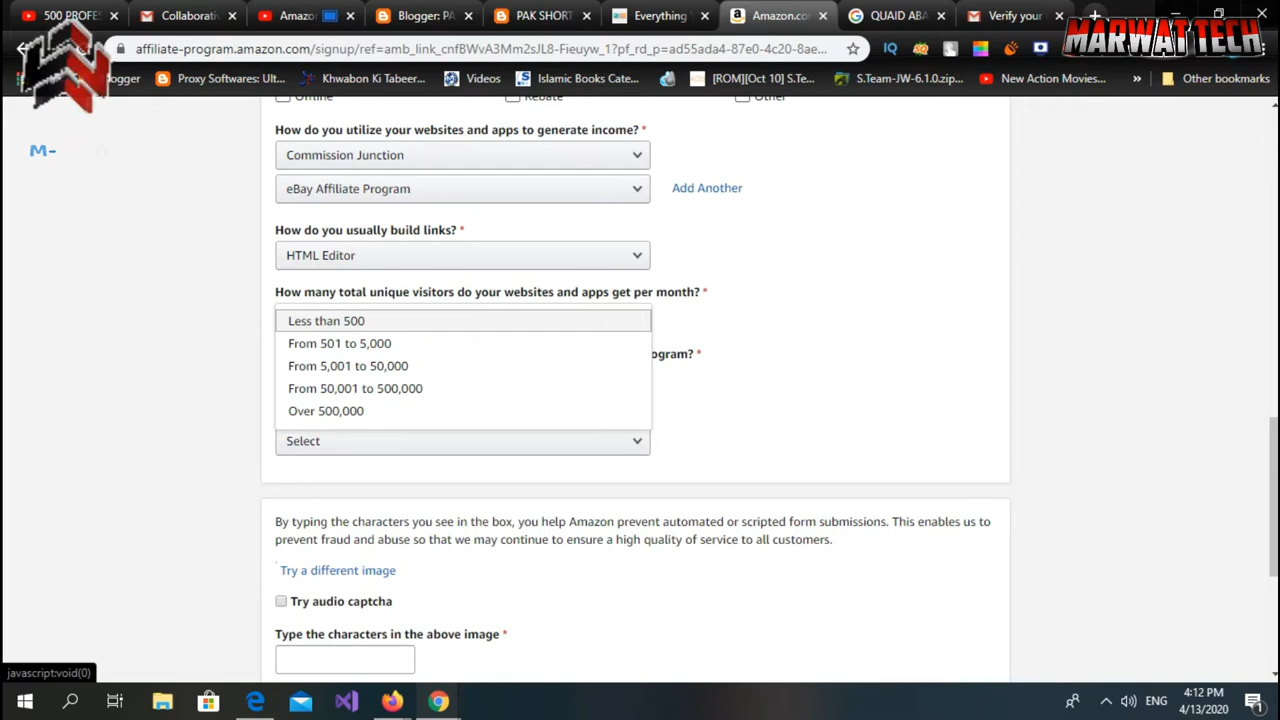 500 PROFES
Collaborati
Amazon
Blogger: PA
PAK SHORT
Everything Y
Amazon.co
QUAID ABA
Verify your
MARWAT TECH
affiliate-program.amazon.com/signup/ref=amb_link_cnfBWvA3Mm2sJL8-Fieuyw_1?pf_rd_p=ad55ada4-87e0-4c20-8ae...
ogger
Proxy Softwares: Ult...
Khwabon Ki Tabeer...
Videos
Islamic Books Cate...
[ROM][Oct 10] S.Te...
S.Team-JW-6.1.0.zip...
New Action Movies...
»
Other bookmarks
M-
Offline
Rebate
Other
How do you utilize your websites and apps to generate income? *
Commission Junction
eBay Affiliate Program
Add Another
How do you usually build links? *
HTML Editor
How many total unique visitors do your websites and apps get per month? *
Less than 500
From 501 to 5,000
ogram? *
From 5,001 to 50,000
From 50,001 to 500,000
Over 500,000
Select
By typing the characters you see in the box, you help Amazon prevent automated or scripted form submissions. This enables us to
prevent fraud and abuse so that we may continue to ensure a high quality of service to all customers.
Try a different image
Try audio captcha
Type the characters in the above image *
javascript:void(0)
ENG
4:12 PM
4/13/2020